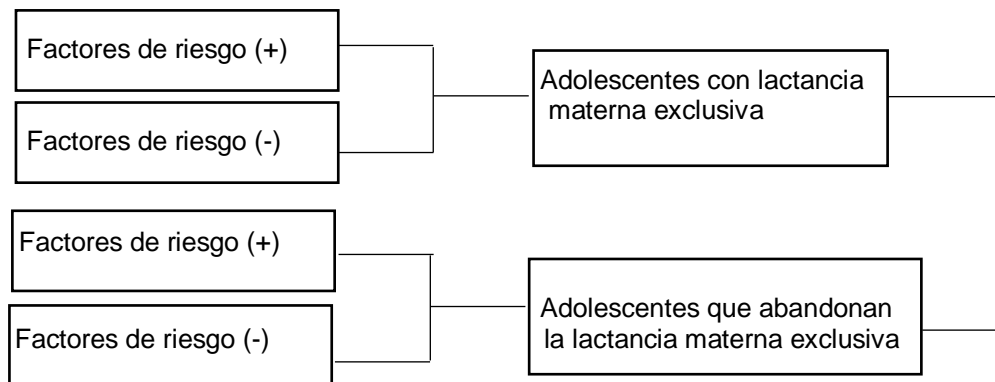 Factores de riesgo (+)
Factores de riesgo (-)
Adolescentes con lactancia
materna exclusiva
Factores de riesgo (+)
Factores de riesgo (-)
Adolescentes que abandonan
la lactancia materna exclusiva